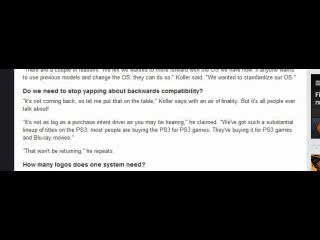 "There are a couple of reasons. We felt we wanted to move forward with the OS we have now. If anyone wants
to use previous models and change the OS, they can do so." Koller said. "We wanted to standardize our OS."
Do we need to stop yapping about backwards compatibility?
"It's not coming back, so let me put that on the table," Koller says with an air of finality. But it's all people ever
talk about!
"It's not as big as a purchase intent driver as you may be hearing," he claimed. "We've got such a substantial
lineup of titles on the PS3, most people are buying the PS3 for PS3 games. They're buying it for PS3 games
and Blu-ray movies."
"That won't be returning," he repeats.
How many logos does one system need?